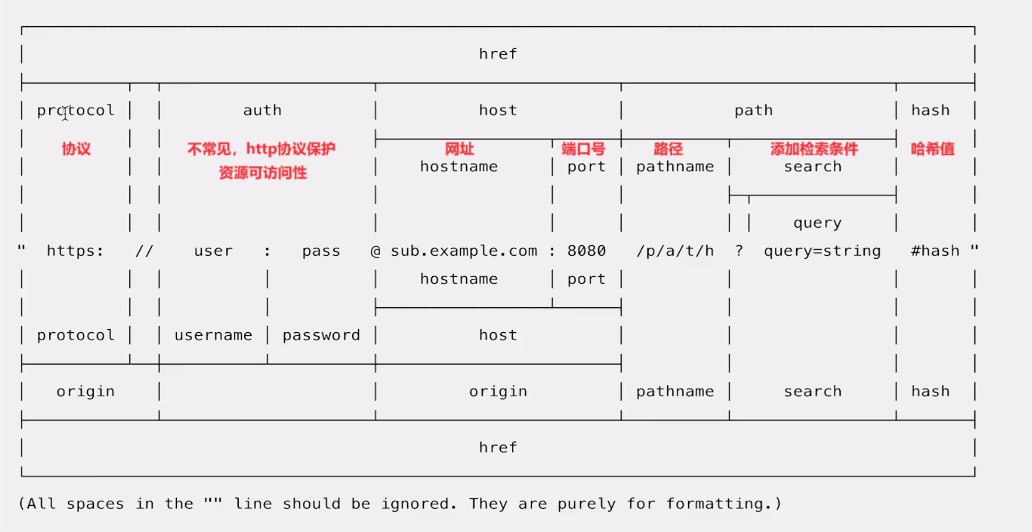 href
protocol auth host path hash
协议 不常见，http协议保护 网址 端口号 路径 添加检索条件 哈希值
资源可访问性
hostname port pathname search
query
" https: // user : pass @ sub.example.com : 8080 /p/a/t/h ? query=string #hash "
hostname port
protocol username password host
origin origin pathname search hash
href
(All spaces in the "" line should be ignored. They are purely for formatting.)